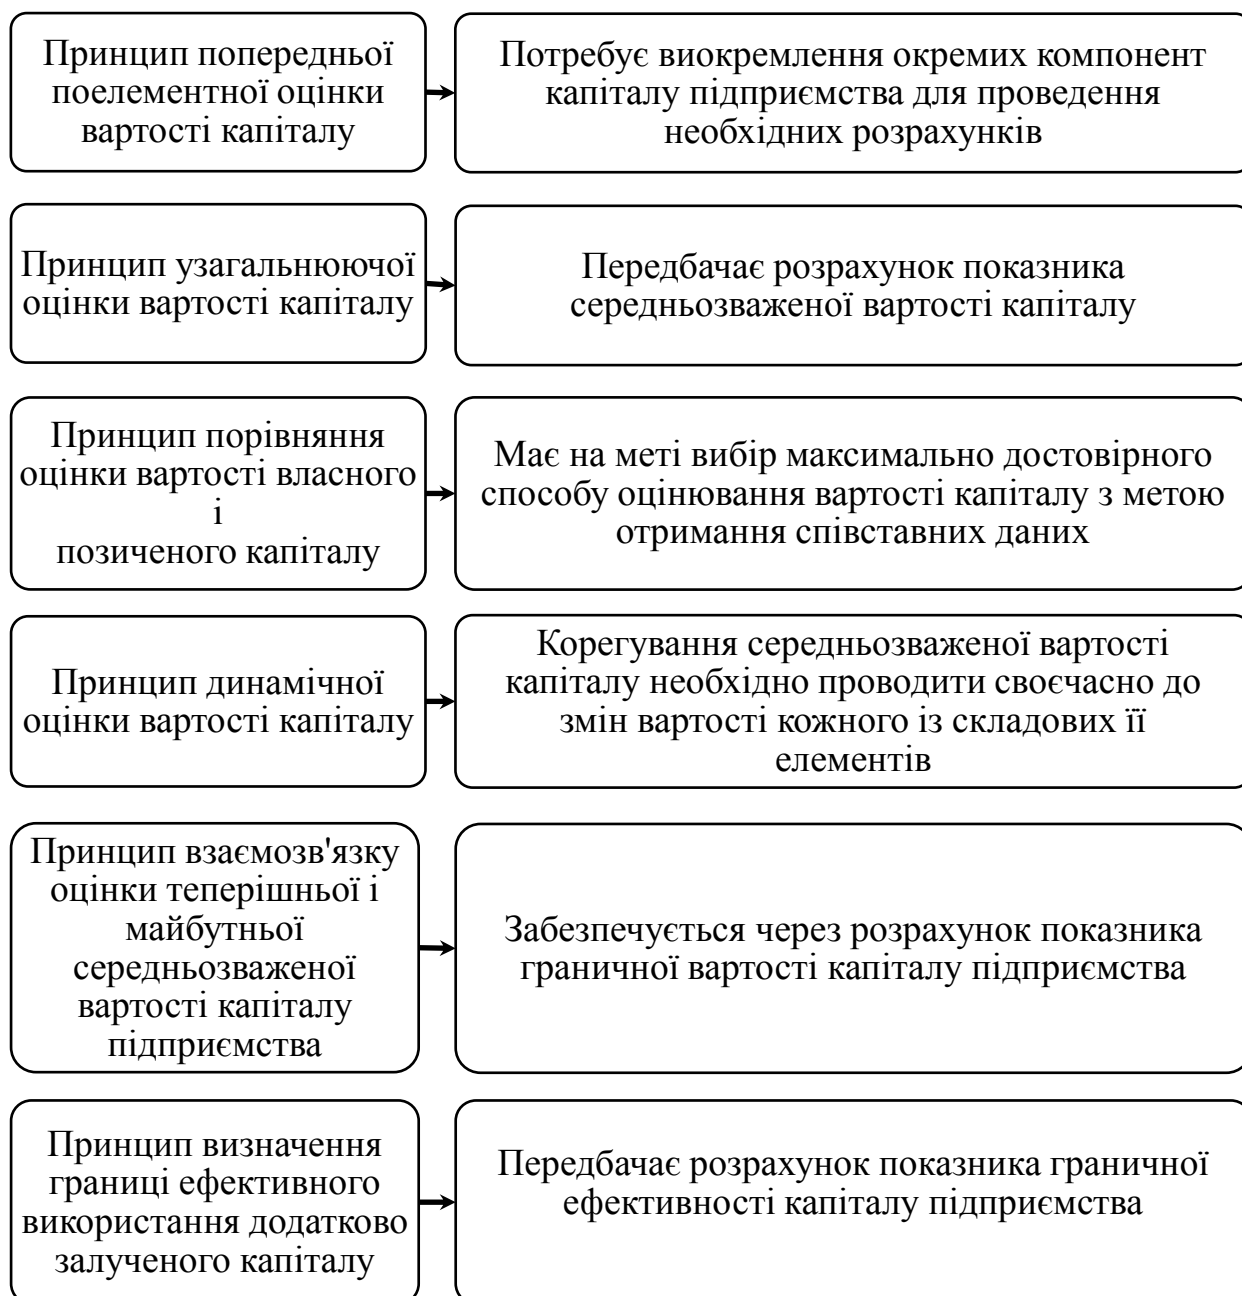 Принцип попередньої
поелементної оцінки
вартості капіталу
Потребує виокремлення окремих компонент
капіталу підприємства для проведення
необхідних розрахунків
Принцип узагальнюючої
оцінки вартості капіталу
Передбачає розрахунок показника
середньозваженої вартості капіталу
Принцип порівняння
оцінки вартості власного
і
позиченого капіталу
Має на меті вибір максимально достовірного
способу оцінювання вартості капіталу з метою
отримання співставних даних
Принцип динамічної
оцінки вартості капіталу
Корегування середньозваженої вартості
капіталу необхідно проводити своєчасно до
змін вартості кожного із складових її
елементів
Принцип взаємозв'язку
оцінки теперішньої і
майбутньої
середньозваженої
вартості капіталу
підприємства
Забезпечується через розрахунок показника
граничної вартості капіталу підприємства
Принцип визначення
границі ефективного
використання додатково
залученого капіталу
Передбачає розрахунок показника граничної
ефективності капіталу підприємства